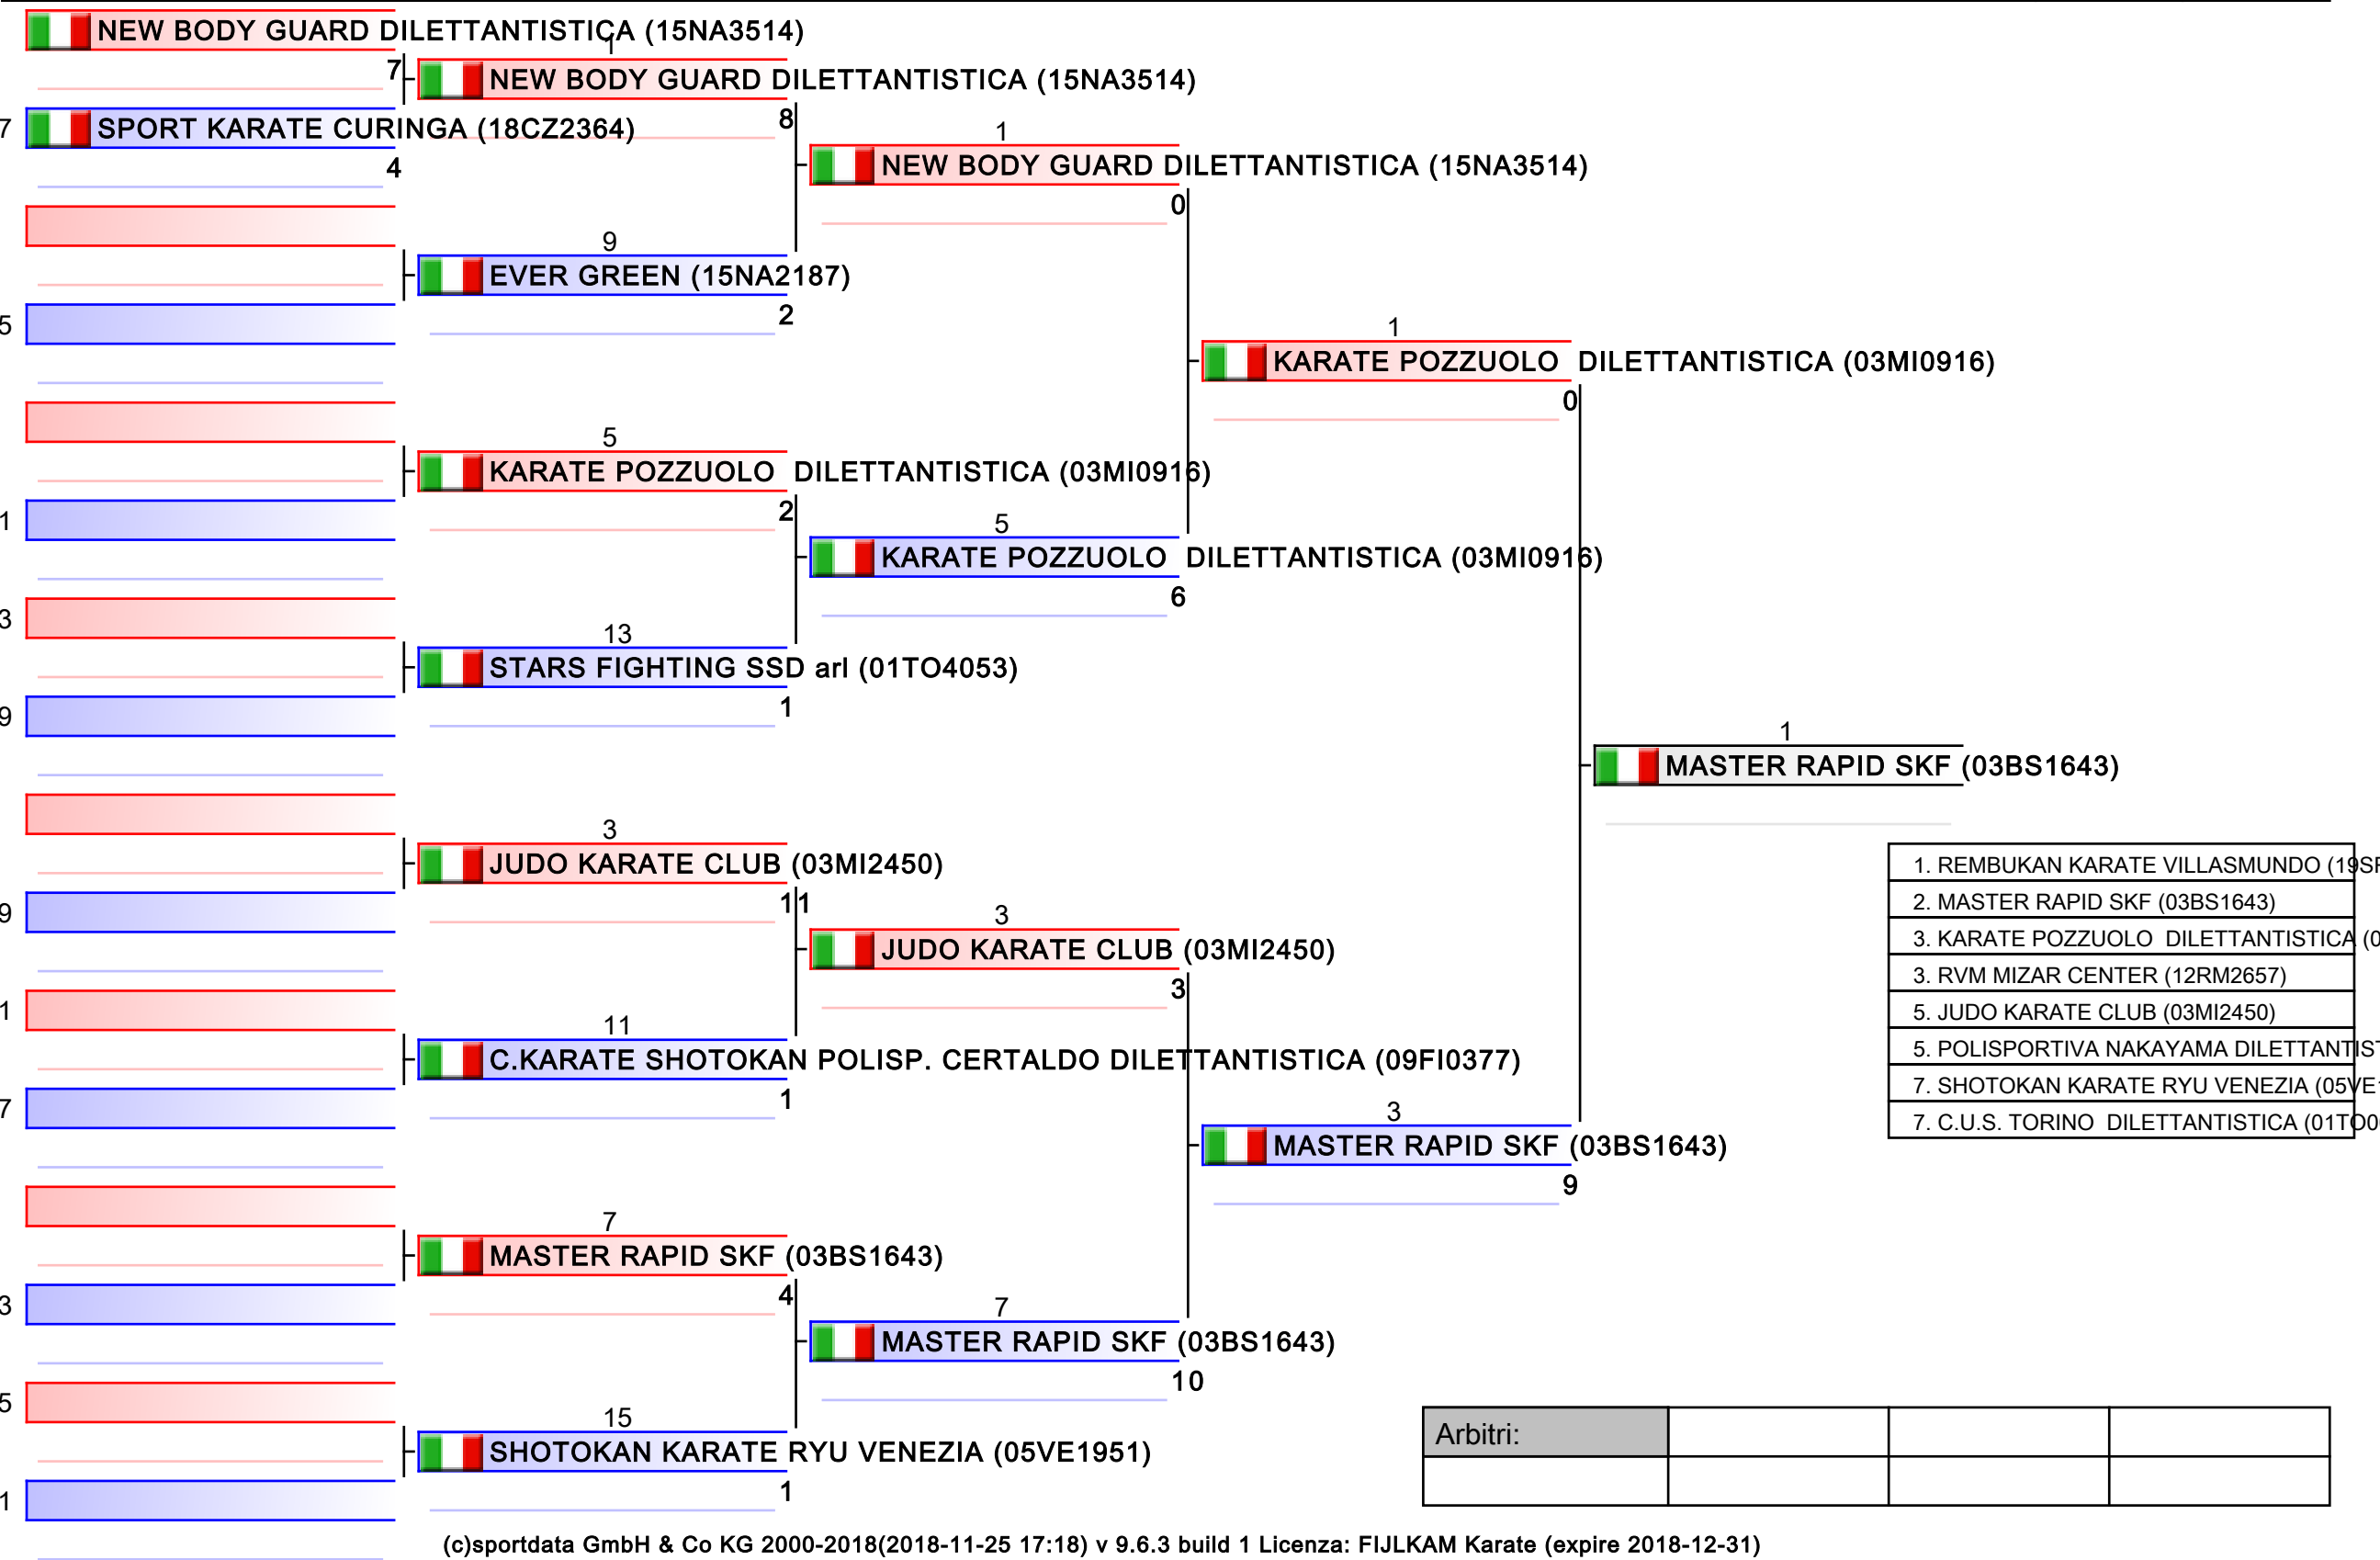 NEW BODY GUARD DILETTANTISTICA (15NA3514)
7
7
SPORT KARATE CURINGA (18CZ2364)
4
5
1
3
9
9
1
7
3
5
1
1
NEW BODY GUARD DILETTANTISTICA (15NA3514)
8
9
EVER GREEN (15NA2187)
2
5
KARATE POZZUOLO  DILETTANTISTICA (03MI0916)
2
13
STARS FIGHTING SSD arl (01TO4053)
1
3
JUDO KARATE CLUB (03MI2450)
11
11
C.KARATE SHOTOKAN POLISP. CERTALDO DILETTANTISTICA (09FI0377)
1
7
MASTER RAPID SKF (03BS1643)
4
15
SHOTOKAN KARATE RYU VENEZIA (05VE1951)
1
1
NEW BODY GUARD DILETTANTISTICA (15NA3514)
0
5
KARATE POZZUOLO  DILETTANTISTICA (03MI0916)
6
3
JUDO KARATE CLUB (03MI2450)
3
7
MASTER RAPID SKF (03BS1643)
10
1
KARATE POZZUOLO  DILETTANTISTICA (03MI0916)
0
3
MASTER RAPID SKF (03BS1643)
9
1
MASTER RAPID SKF (03BS1643)
1. REMBUKAN KARATE VILLASMUNDO
2. MASTER RAPID SKF (03BS1643)
3. KARATE POZZUOLO  DILETTANTISTICA
3. RVM MIZAR CENTER (12RM2657)
5. JUDO KARATE CLUB (03MI2450)
5. POLISPORTIVA NAKAYAMA
7. SHOTOKAN KARATE RYU VENEZIA
7. C.U.S. TORINO  DILETTANTISTICA
Arbitri:
(c)sportdata GmbH & Co KG 2000-2018(2018-11-25 17:18) v 9.6.3 build 1 Licenza: FIJLKAM Karate (expire 2018-12-31)